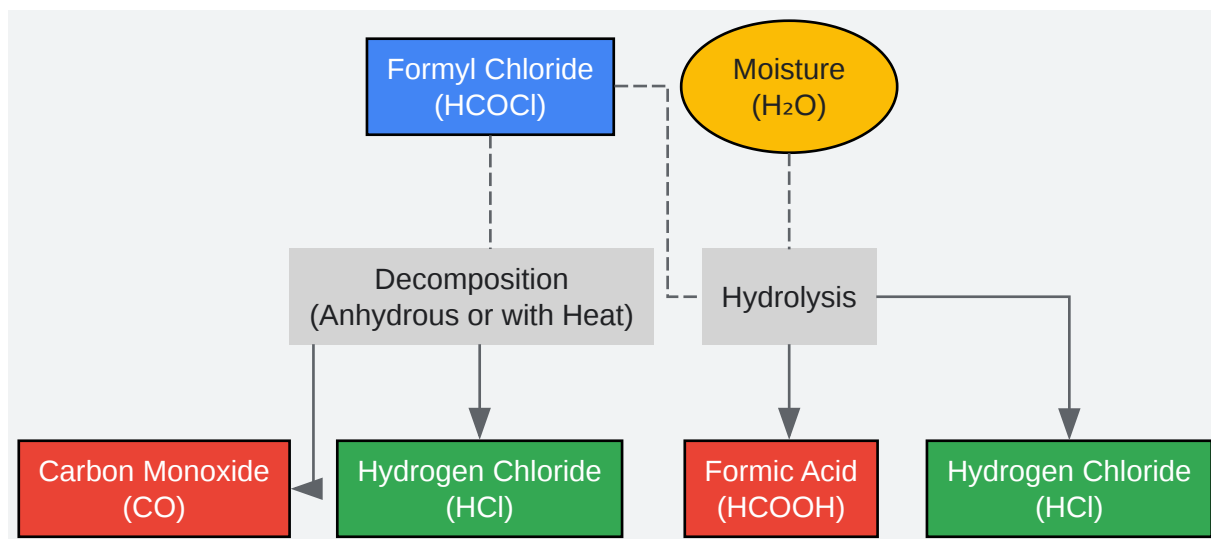 Formyl Chloride
(HCOCl)
Moisture
(H₂O)
Decomposition
(Anhydrous or with Heat)
Hydrolysis
Carbon Monoxide
(CO)
Hydrogen Chloride
(HCl)
Formic Acid
(HCOOH)
Hydrogen Chloride
(HCl)